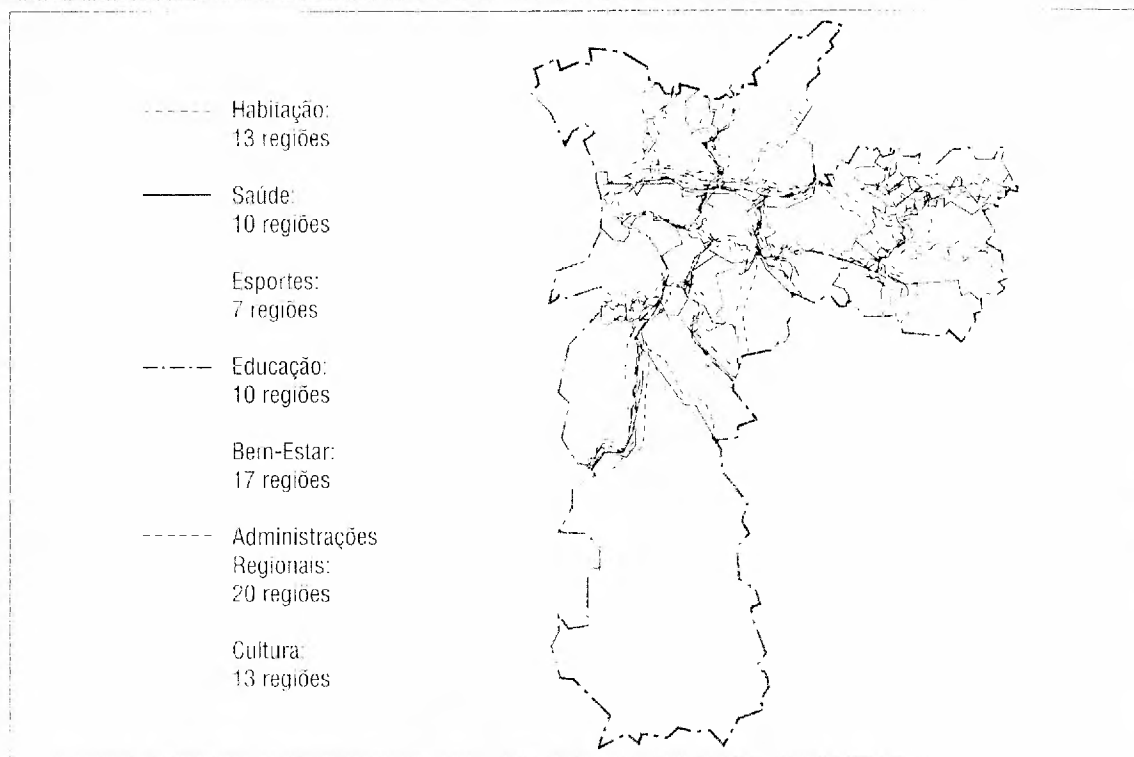 Habitação:
13 regiões
Saúde:
10 regiões
Esportes:
7 regiões
Educação:
10 regiões
Bem-Estar:
17 regiões
Administrações
Regionais:
20 regiões
Cultura:
13 regiões